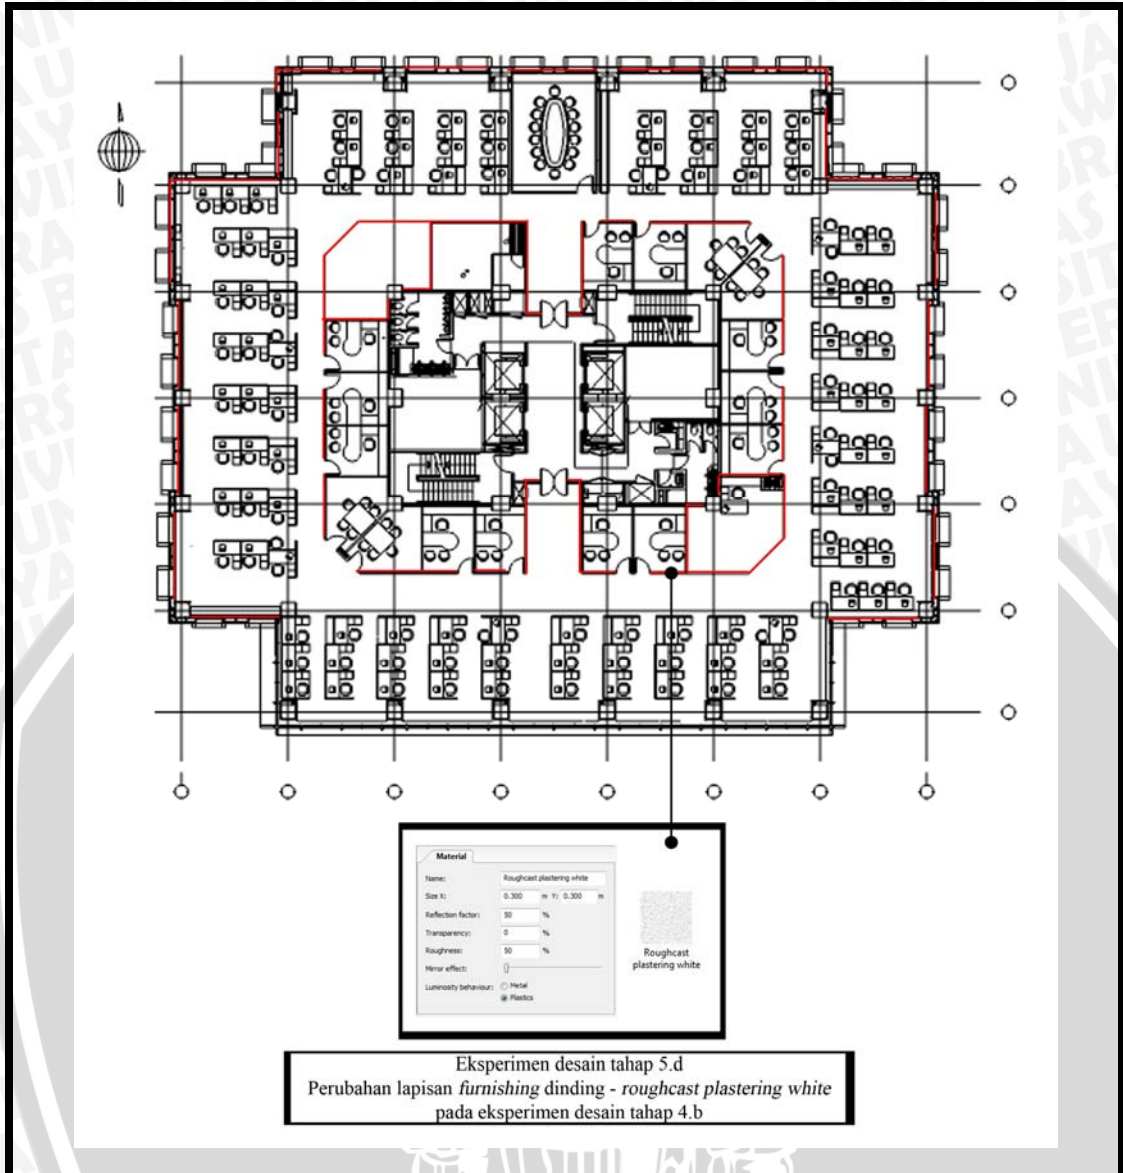 Material
Name: Roughcast plastering white
Size X: 0.300 m Y: 0.300 m
Reflection factor: 50 %
Transparency: 0 %
Roughness: 50 %
Mirror effect:
Luminosity behaviour: Metal
Plastics
Roughcast
plastering white
Eksperimen desain tahap 5.d
Perubahan lapisan furnishing dinding - roughcast plastering white
pada eksperimen desain tahap 4.b